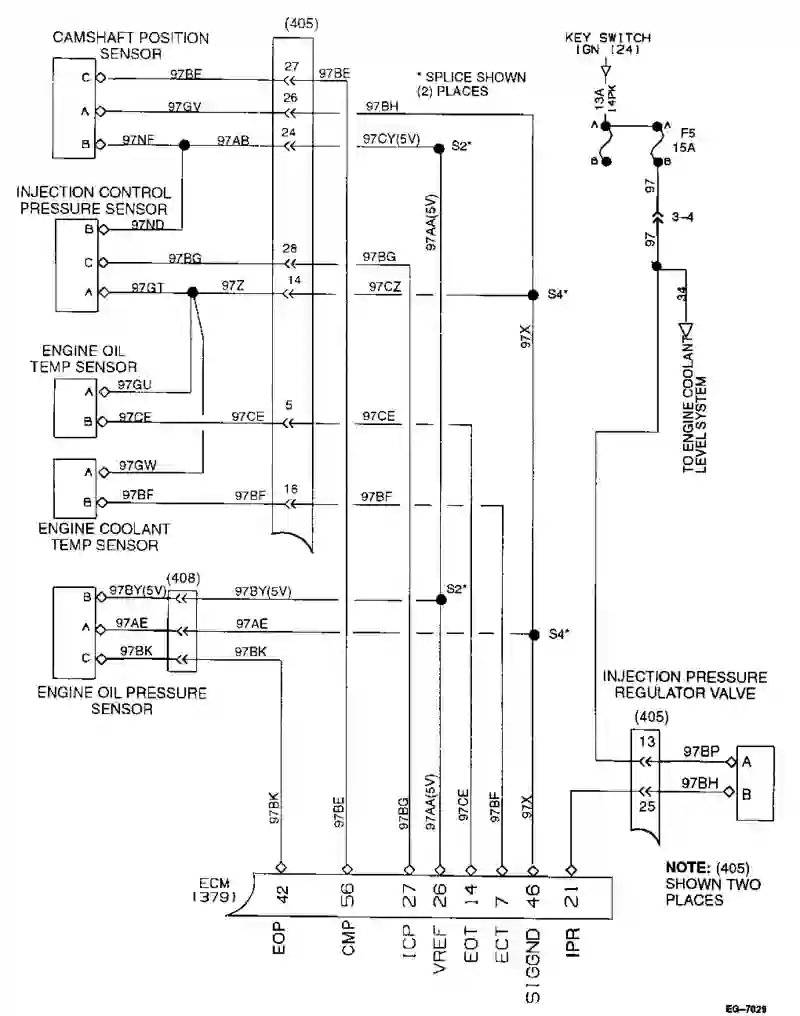 (405)
CAMSHAFT POSITION
SENSOR
KEY SWITCH
IGN (24)
C
97BE
27
97BE
* SPLICE SHOWN
(2) PLACES
13A
14PK
A
97GV
26
97BH
A
A
F5
15A
B
97NF
97AB
24
97CY(5V)
S2*
B
B
97
INJECTION CONTROL
PRESSURE SENSOR
B
97ND
97AA(5V)
3-4
97
C
97BG
28
97BG
A
97GT
97Z
14
97CZ
S4*
34
97X
TO ENGINE COOLANT
LEVEL SYSTEM
ENGINE OIL
TEMP SENSOR
A
97GU
B
97CE
97CE
5
97CE
A
97GW
B
97BF
97BF
16
97BF
ENGINE COOLANT
TEMP SENSOR
(408)
B
97BY(5V)
97BY(5V)
S2*
A
97AE
97AE
S4*
C
97BK
97BK
ENGINE OIL PRESSURE
SENSOR
INJECTION PRESSURE
REGULATOR VALVE
(405)
13
97BP
A
97BH
B
25
97BK
97BE
97BG
97AA(5V)
97CE
97BF
97X
NOTE: (405)
SHOWN TWO
PLACES
ECM
(379)
42
56
27
26
14
7
46
21
EOP
CMP
ICP
VREF
EOT
ECT
SIGGND
IPR
EG-7029